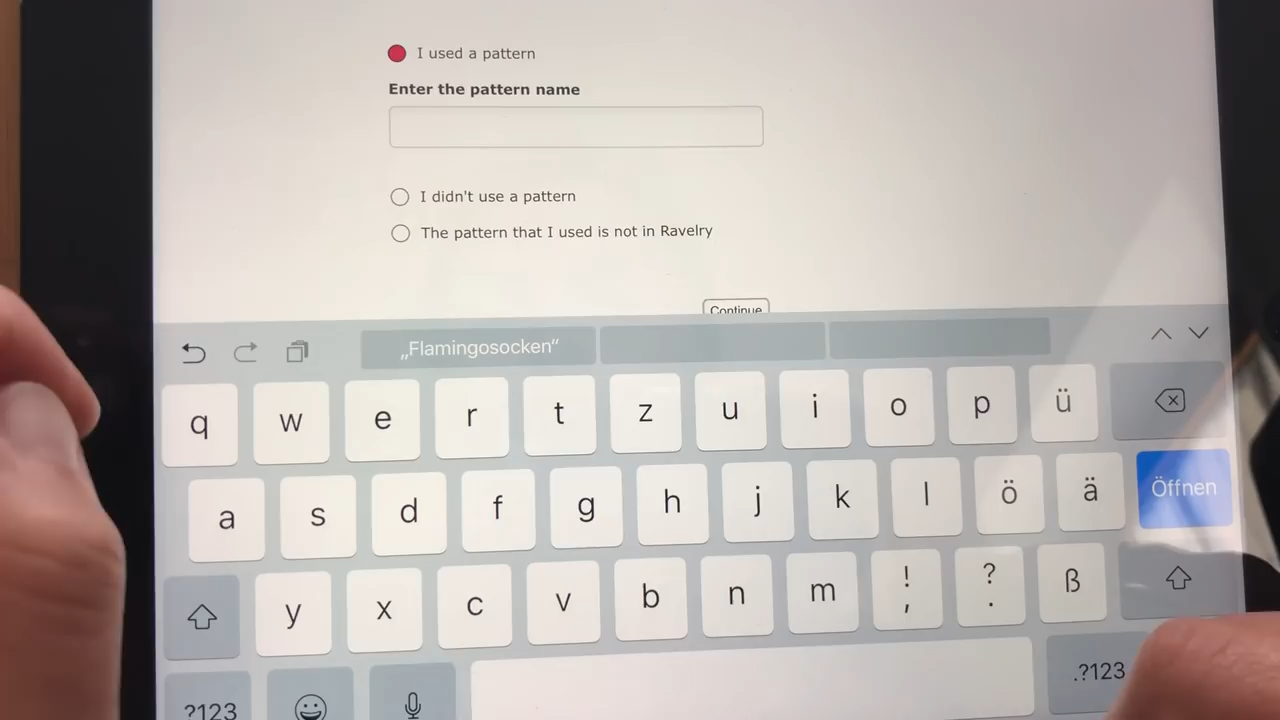 I used a pattern
Enter the pattern name
I didn't use a pattern
The pattern that I used is not in Ravelry
Continue
„Flamingosocken“
q w e r t z u i o p ü
a s d f g h j k l ö ä Öffnen
y x c v b n m ! , ? . ß
?123 .?123